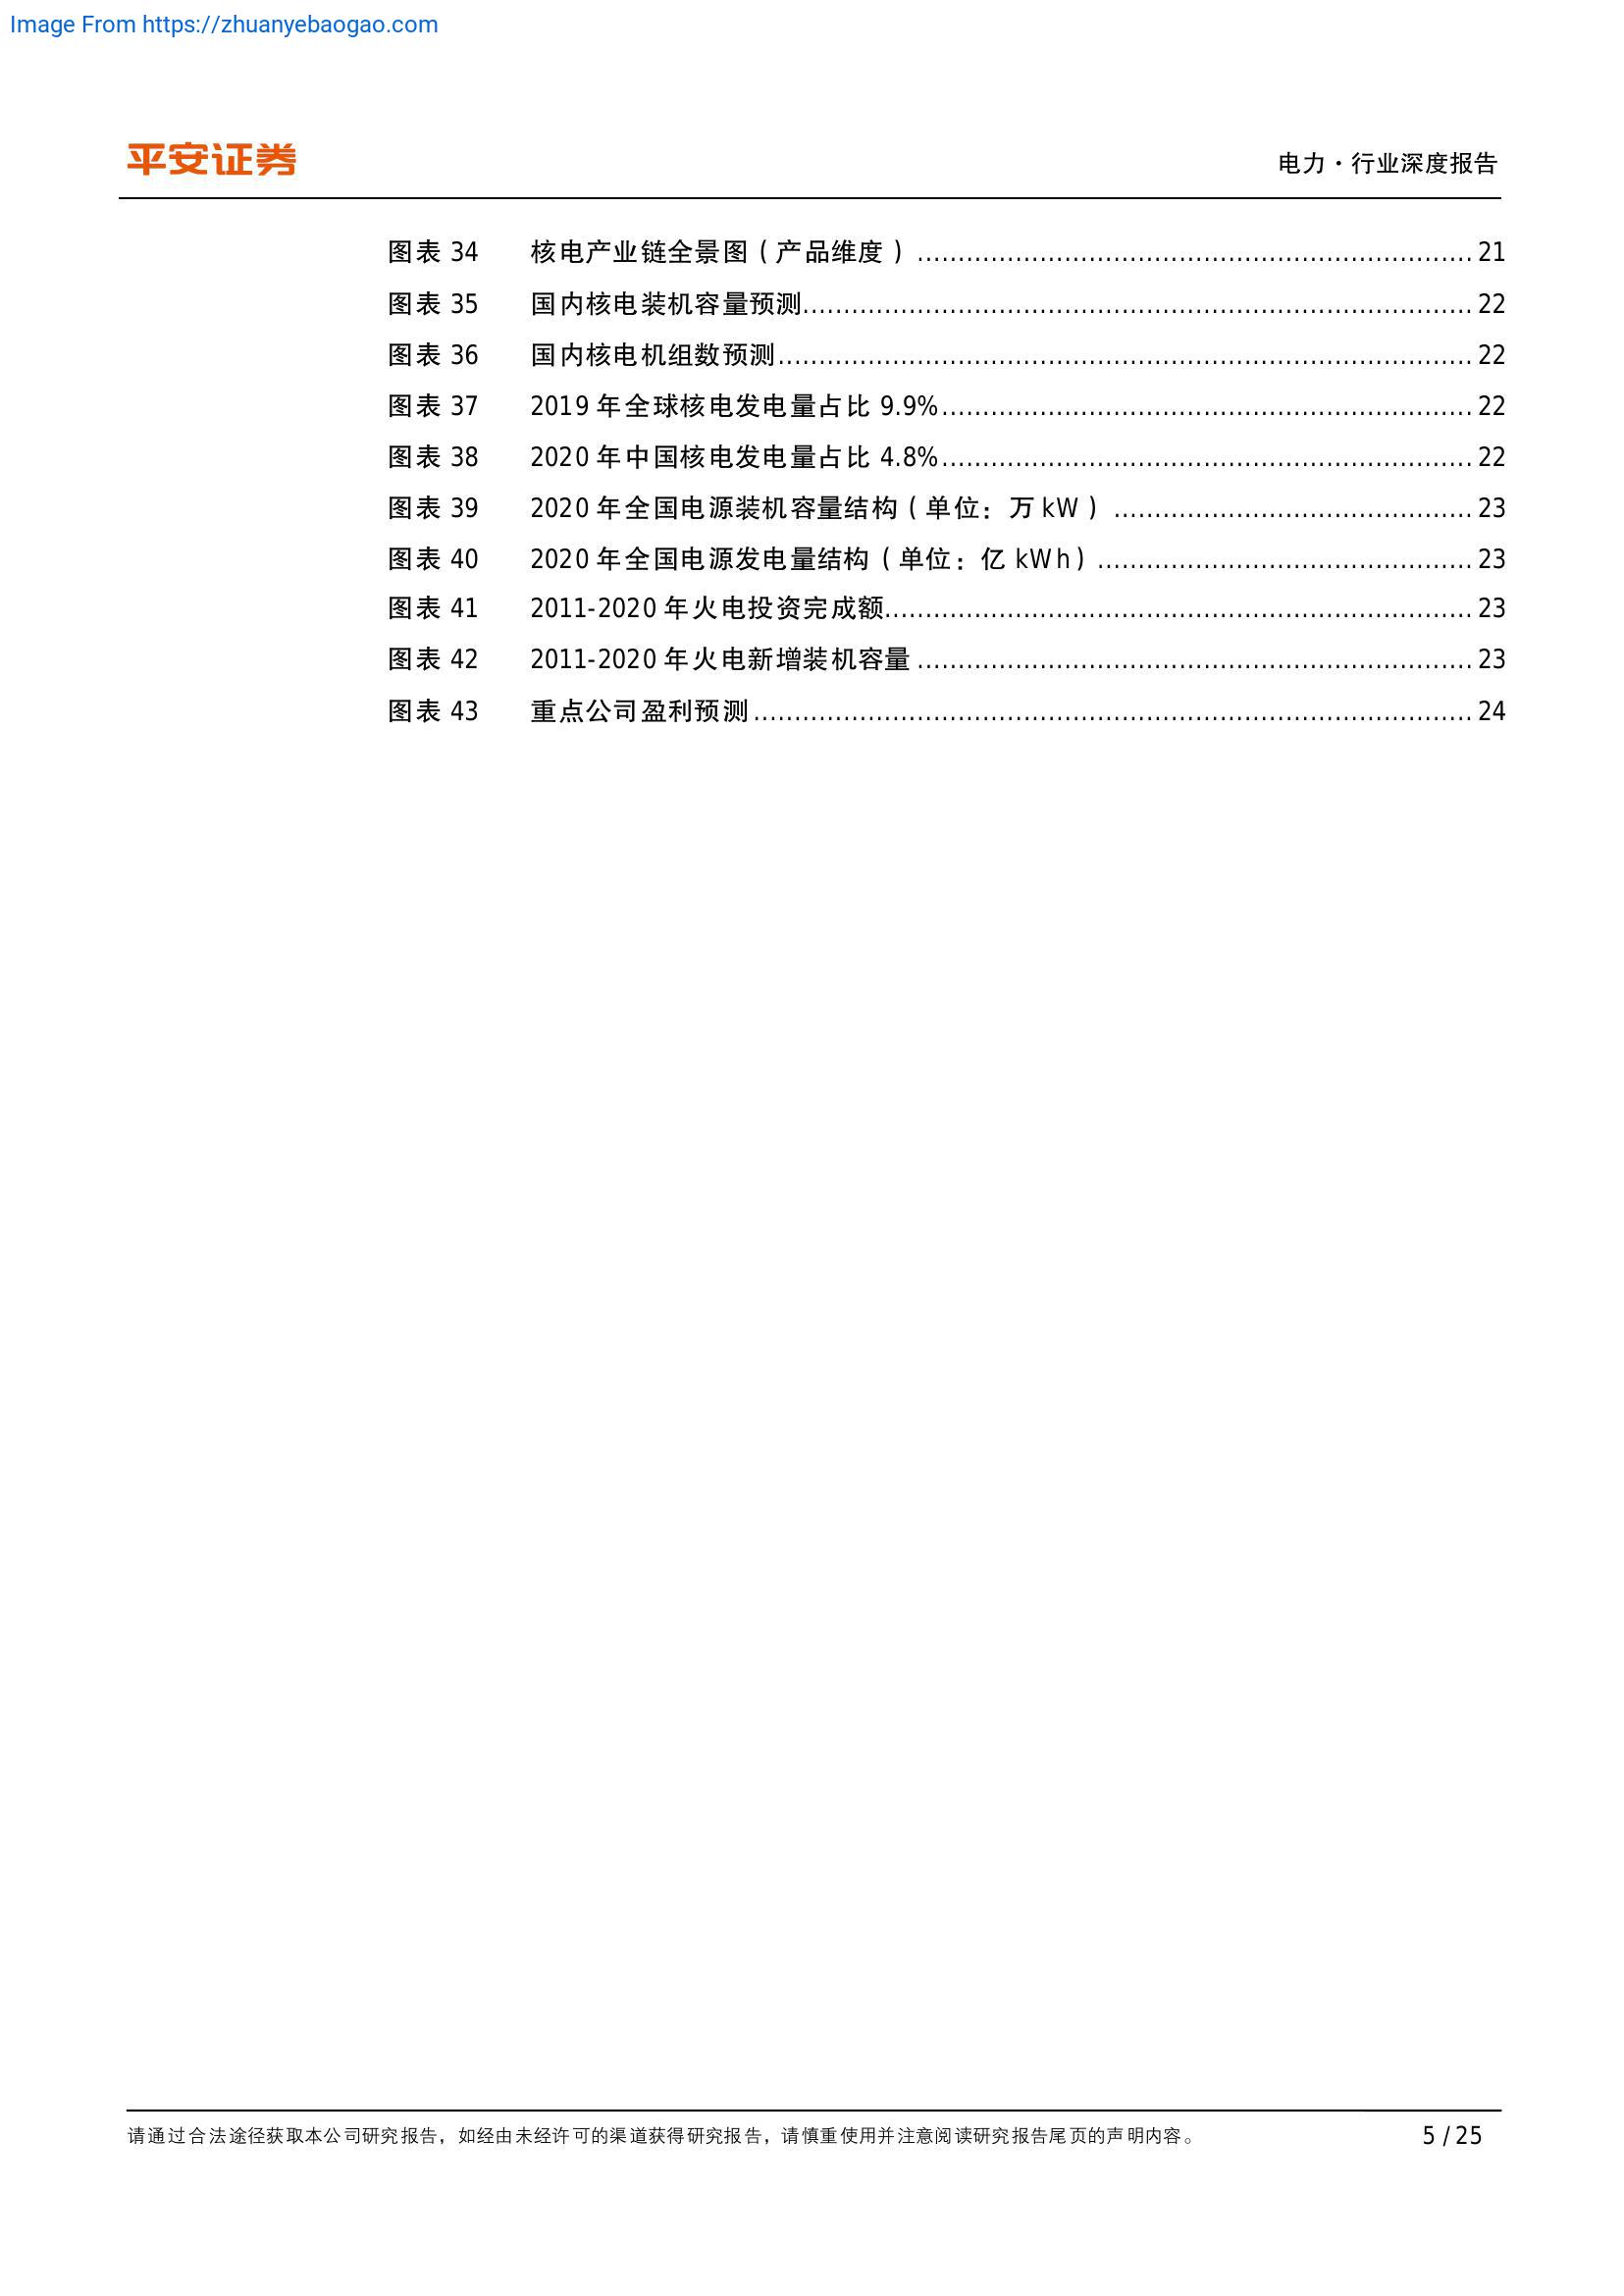 Image From https://zhuanyebaogao.com
平安证券
电力·行业深度报告
图表 34 核电产业链全景图（产品维度）................................................................ 21
图表 35 国内核电装机容量预测................................................................ 22
图表 36 国内核电机组数预测................................................................ 22
图表 37 2019 年全球核电发电量占比 9.9%................................................................ 22
图表 38 2020 年中国核电发电量占比 4.8%................................................................ 22
图表 39 2020 年全国电源装机容量结构（单位：万 kW）................................................................ 23
图表 40 2020 年全国电源发电量结构（单位：亿 kWh）................................................................ 23
图表 41 2011-2020 年火电投资完成额................................................................ 23
图表 42 2011-2020 年火电新增装机容量................................................................ 23
图表 43 重点公司盈利预测................................................................ 24
请通过合法途径获取本公司研究报告，如经由未经许可的渠道获得研究报告，请慎重使用并注意阅读研究报告尾页的声明内容。
5 / 25